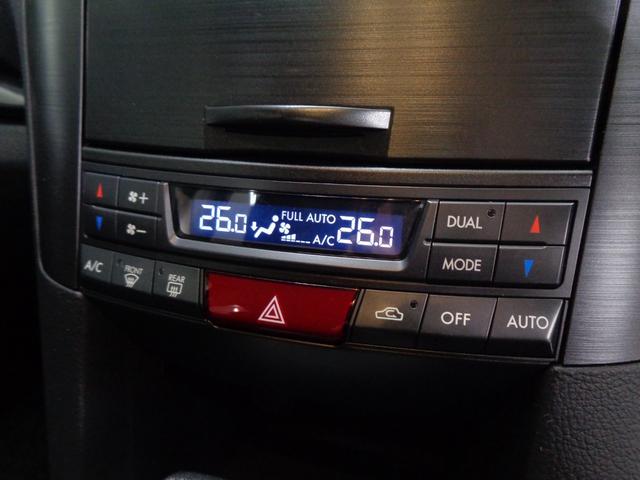 26.0 FULL AUTO A/C 26.0
DUAL
MODE
A/C FRONT REAR
OFF AUTO